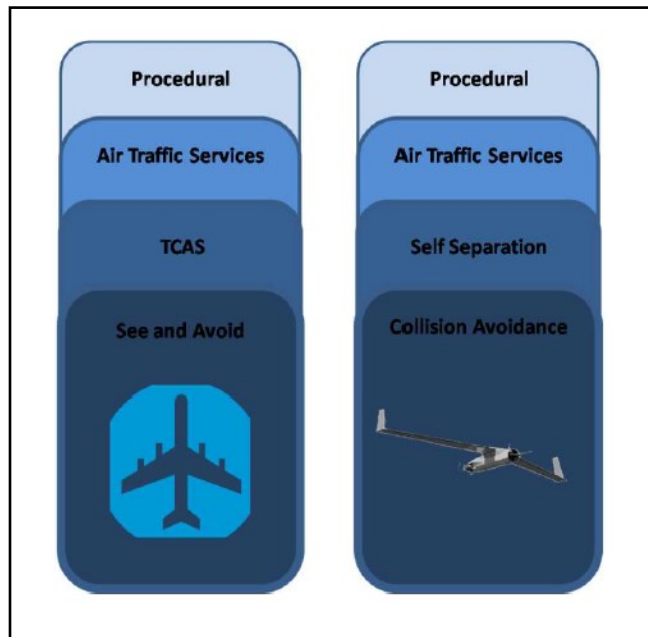 Procedural
Air Traffic Services
TCAS
See and Avoid
Procedural
Air Traffic Services
Self Separation
Collision Avoidance